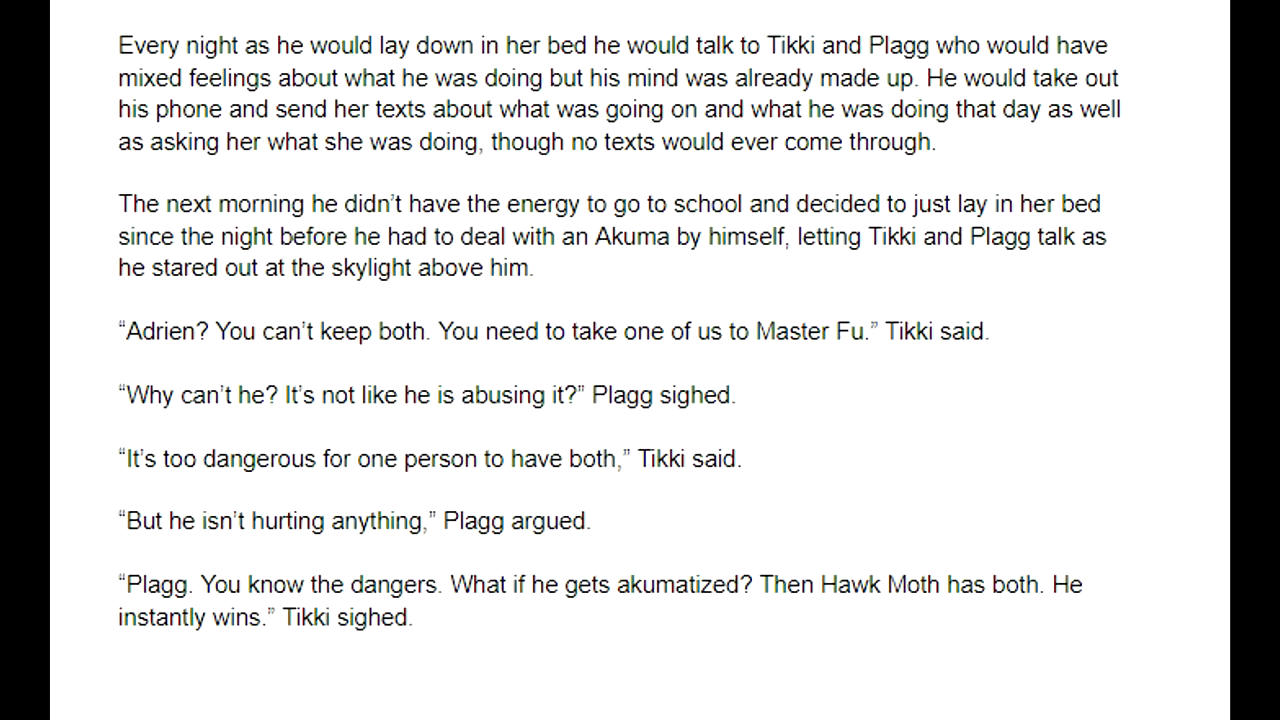 Every night as he would lay down in her bed he would talk to Tikki and Plagg who would have
mixed feelings about what he was doing but his mind was already made up. He would take out
his phone and send her texts about what was going on and what he was doing that day as well
as asking her what she was doing, though no texts would ever come through.
The next morning he didn’t have the energy to go to school and decided to just lay in her bed
since the night before he had to deal with an Akuma by himself, letting Tikki and Plagg talk as
he stared out at the skylight above him.
“Adrien? You can’t keep both. You need to take one of us to Master Fu.” Tikki said.
“Why can’t he? It’s not like he is abusing it?” Plagg sighed.
“It’s too dangerous for one person to have both,” Tikki said.
“But he isn’t hurting anything,” Plagg argued.
“Plagg. You know the dangers. What if he gets akumatized? Then Hawk Moth has both. He
instantly wins.” Tikki sighed.